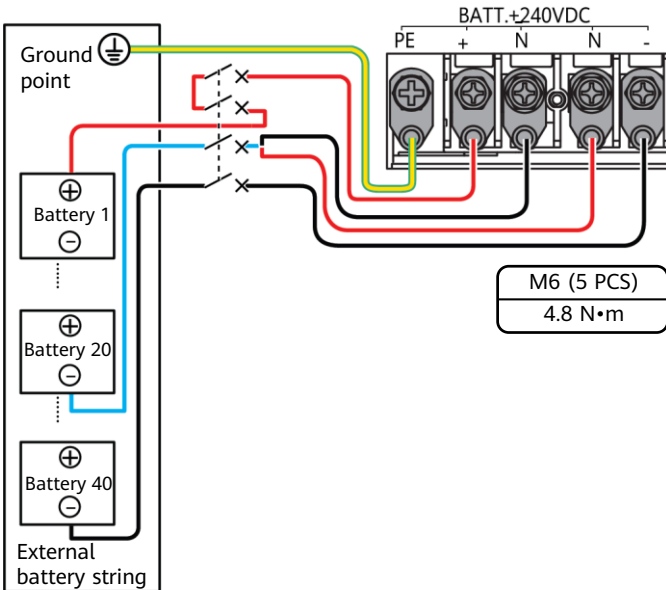 BATT.±240VDC
PE + N N -
Ground
point
+
Battery 1
-
+
Battery 20
-
+
Battery 40
-
External
battery string
M6 (5 PCS)
4.8 N•m